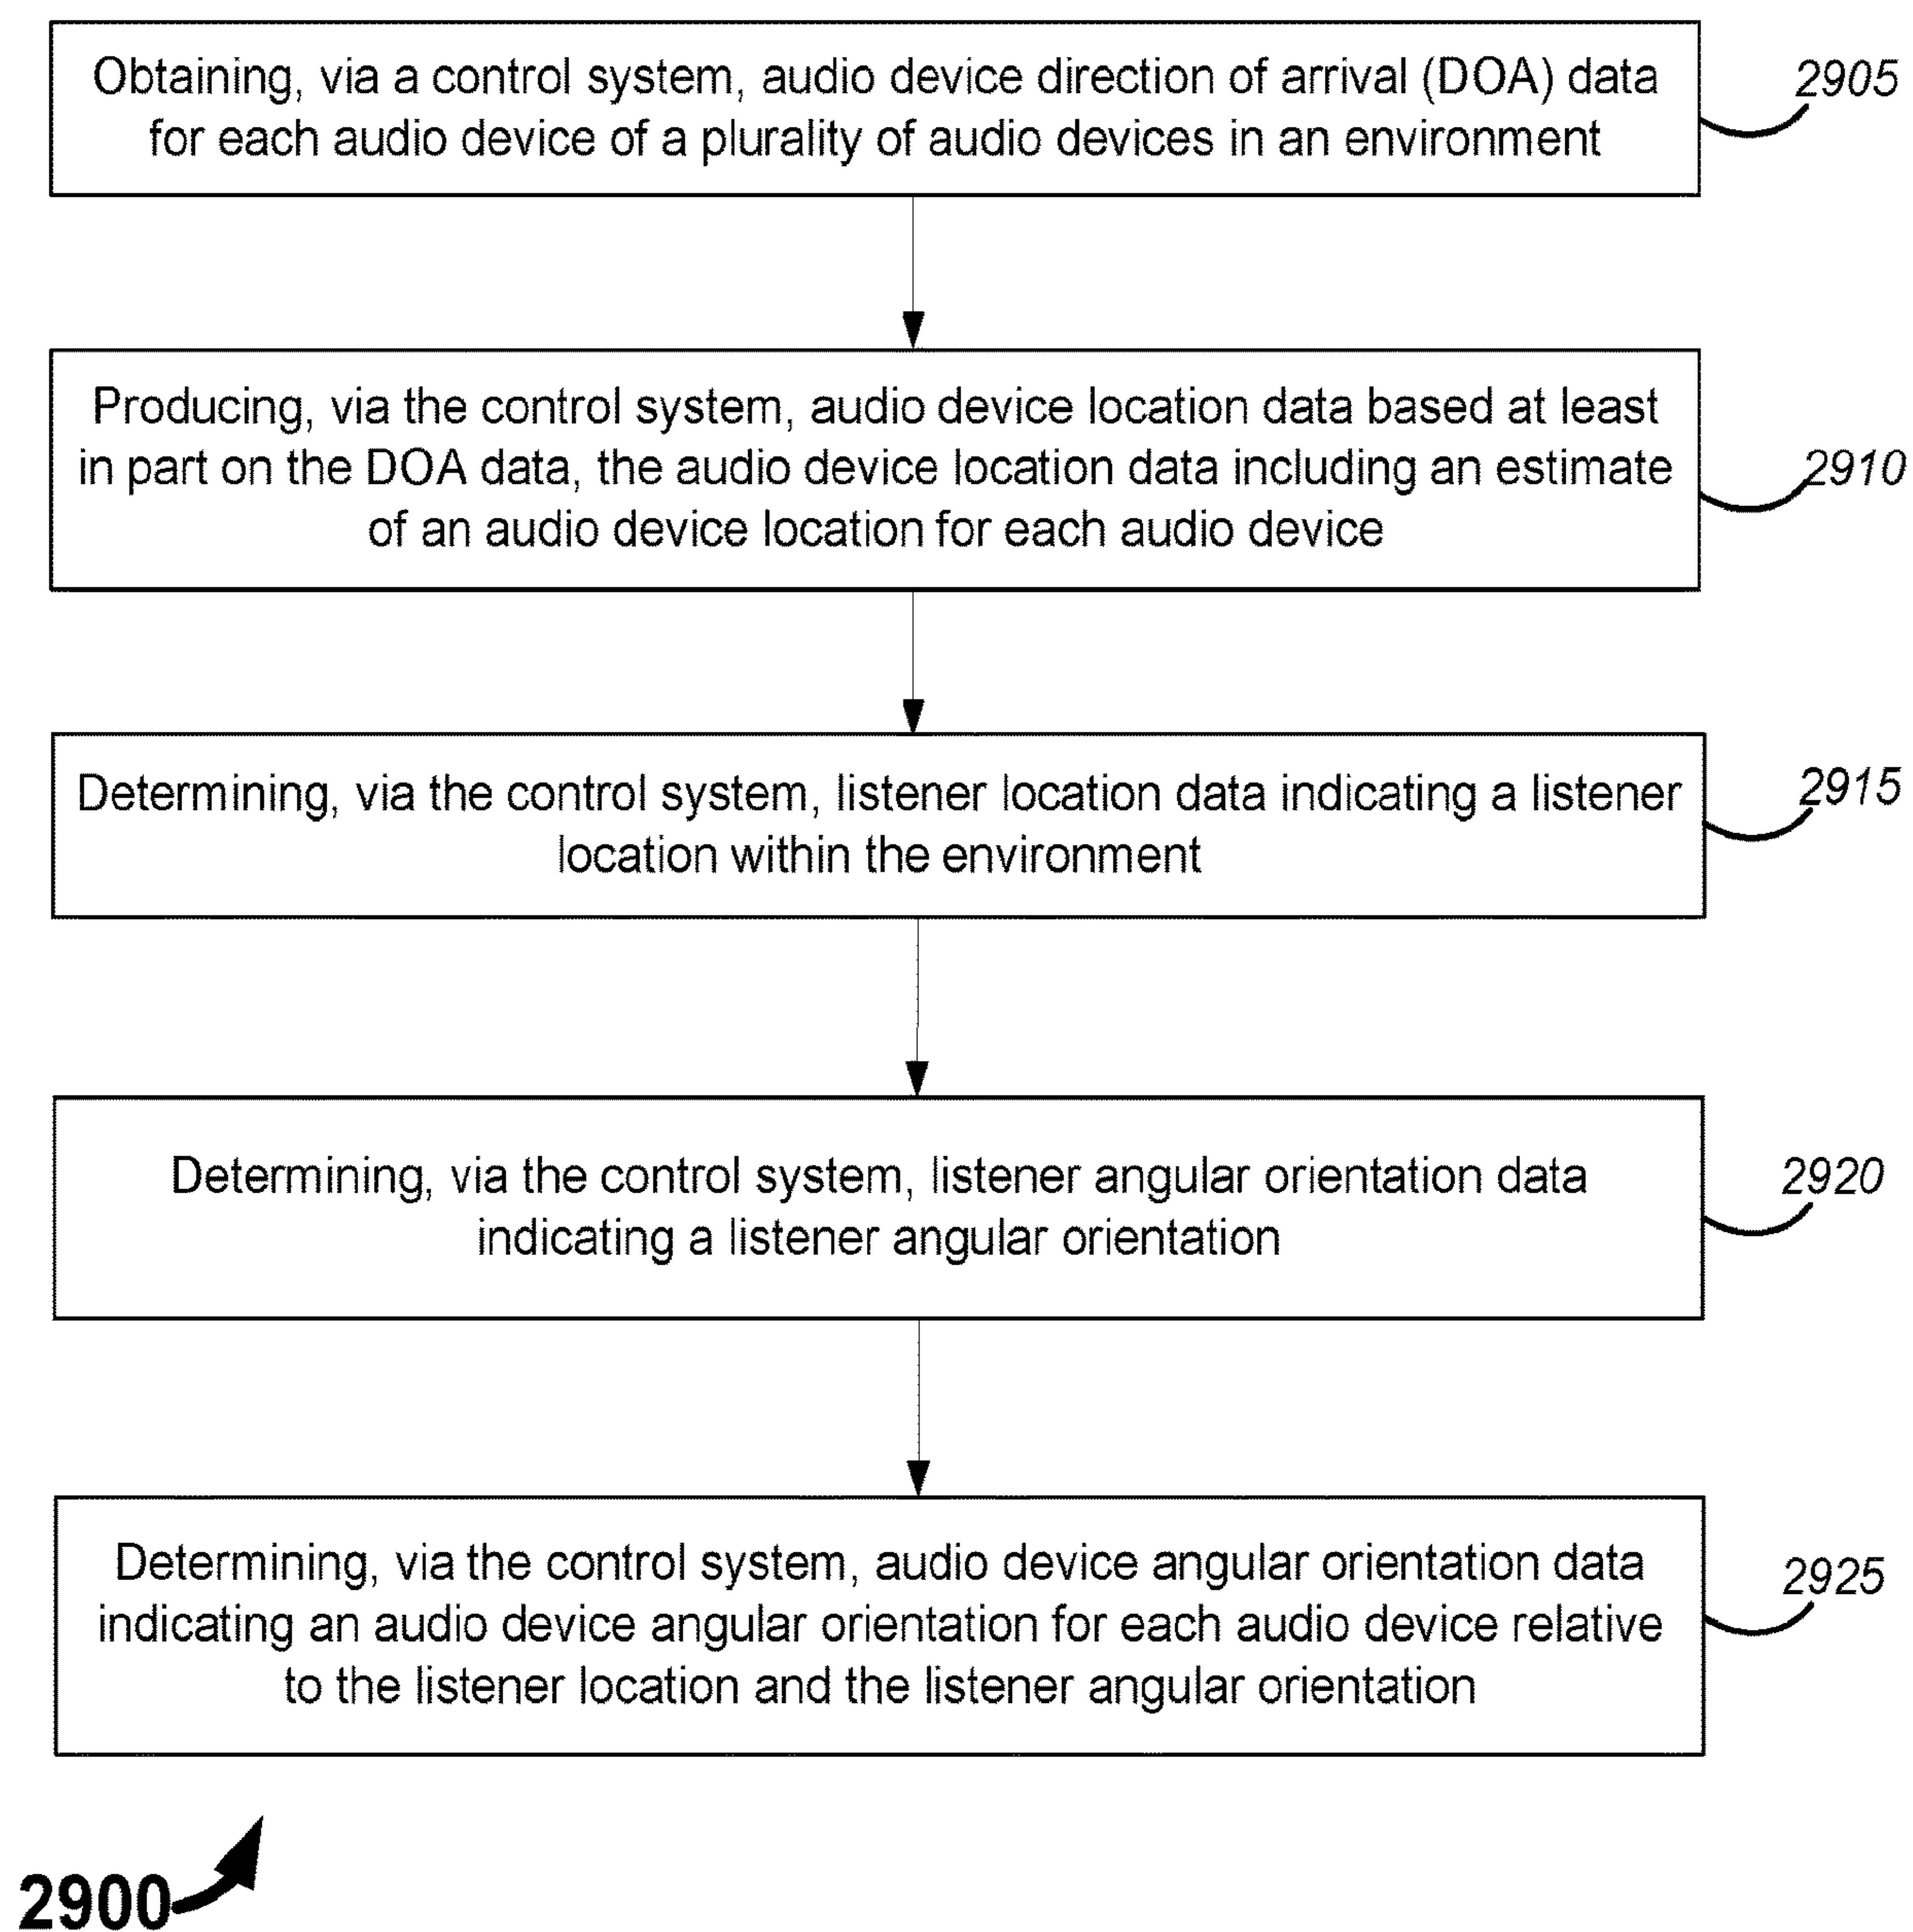 Obtaining, via a control system, audio device direction of arrival (DOA) data
for each audio device of a plurality of audio devices in an environment
2905
Producing, via the control system, audio device location data based at least
in part on the DOA data, the audio device location data including an estimate
of an audio device location for each audio device
2910
Determining, via the control system, listener location data indicating a listener
location within the environment
2915
Determining, via the control system, listener angular orientation data
indicating a listener angular orientation
2920
Determining, via the control system, audio device angular orientation data
indicating an audio device angular orientation for each audio device relative
to the listener location and the listener angular orientation
2925
2900